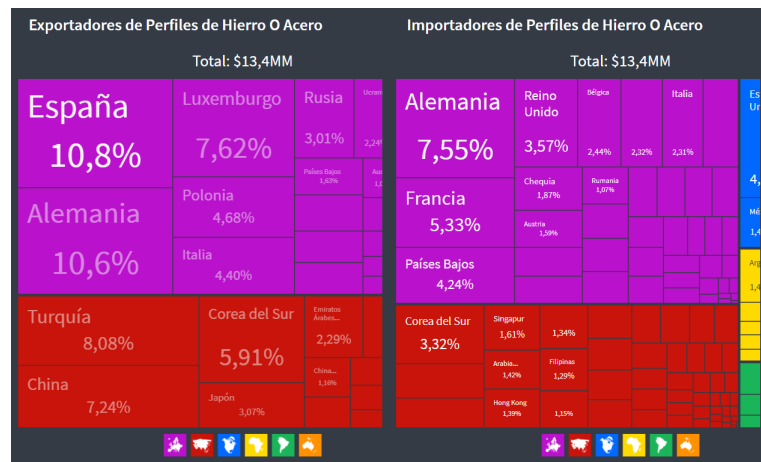 Exportadores de Perfiles de Hierro O Acero
Total: $13,4MM
España
10,8%
Luxemburgo
7,62%
Rusia
3,01%
Alemania
10,6%
Polonia
4,68%
Italia
4,40%
Países Bajos
1,63%
Turquía
8,08%
China
7,24%
Corea del Sur
5,91%
Japón
3,07%
Emiratos
Árabes...
2,29%
China...
1,16%
Importadores de Perfiles de Hierro O Acero
Total: $13,4MM
Alemania
7,55%
Reino
Unido
3,57%
Bélgica
2,44%
2,32%
Italia
2,31%
Francia
5,33%
Países Bajos
4,24%
Chequia
1,87%
Rumania
1,07%
Austria
1,59%
Corea del Sur
3,32%
Singapur
1,61%
1,34%
Arabia...
1,42%
Filipinas
1,29%
Hong Kong
1,39%
1,15%